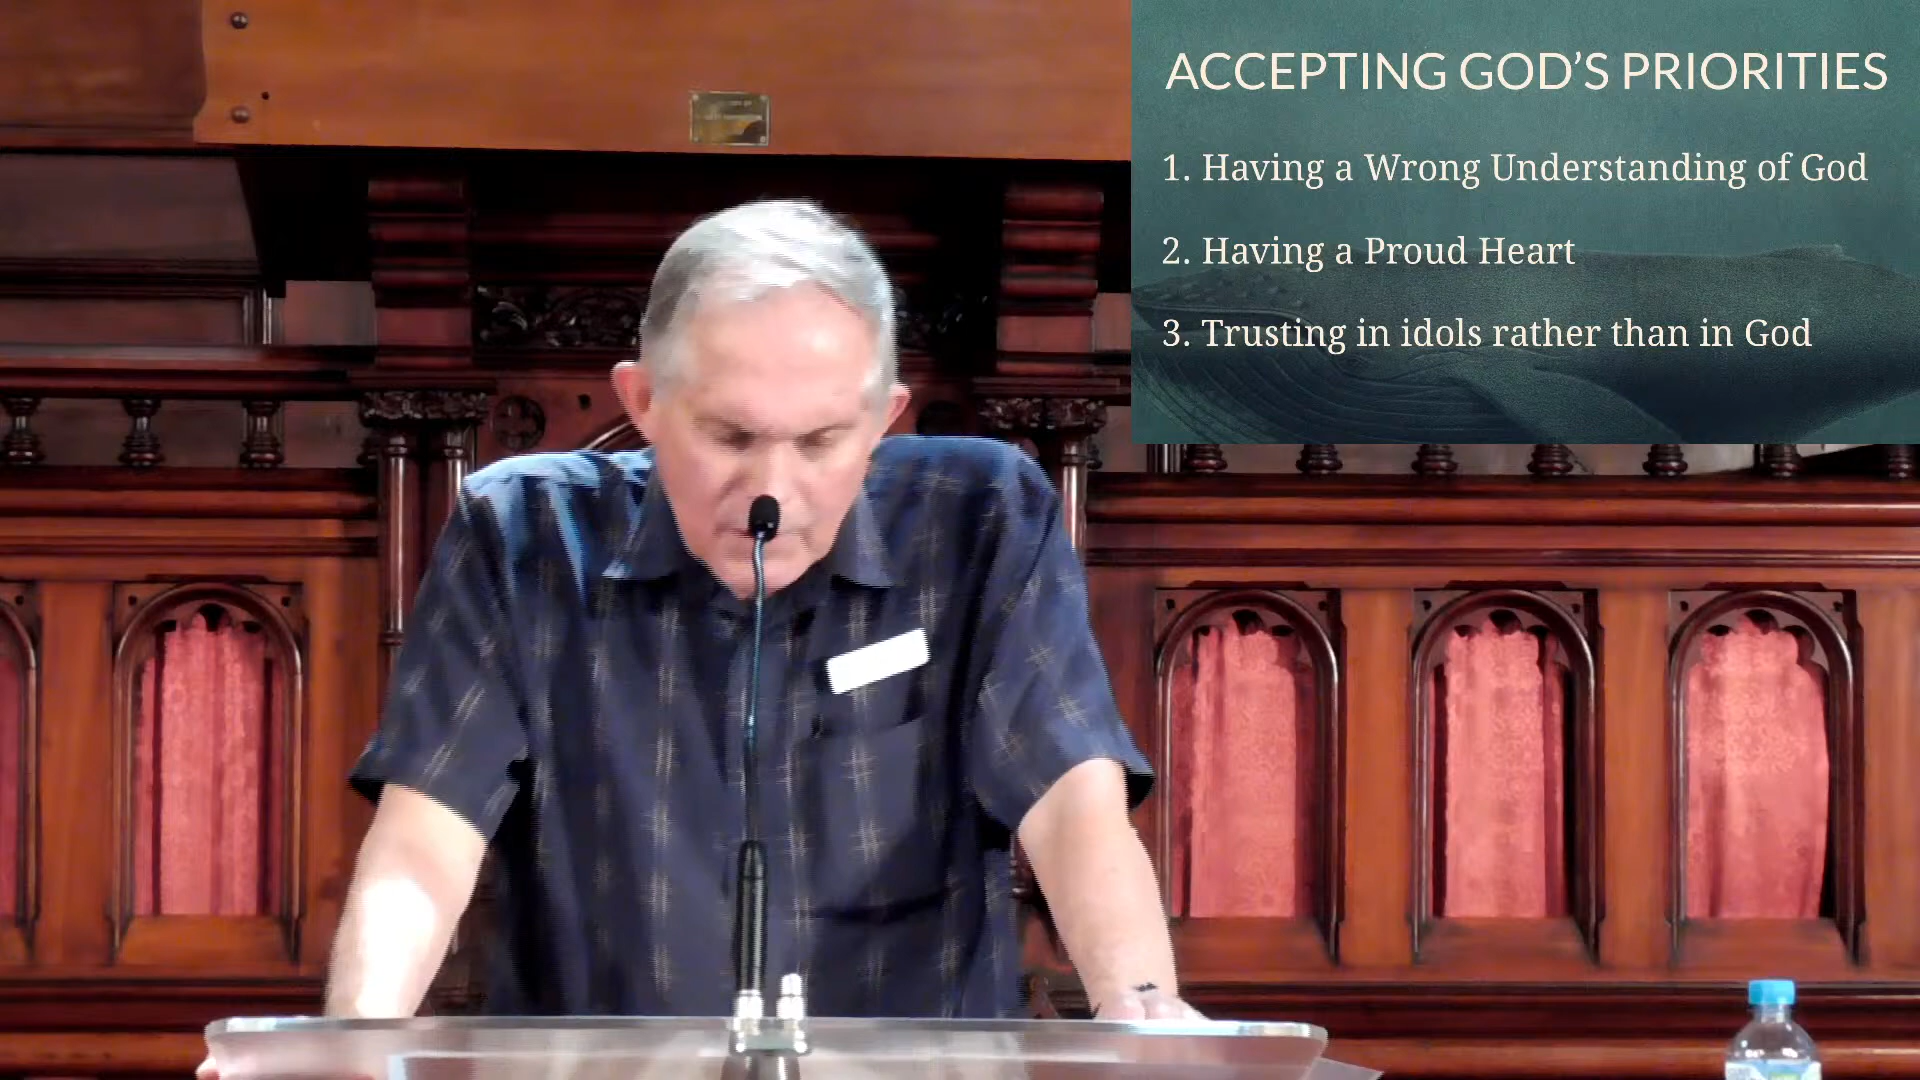 ACCEPTING GOD’S PRIORITIES
1. Having a Wrong Understanding of God
2. Having a Proud Heart
3. Trusting in idols rather than in God